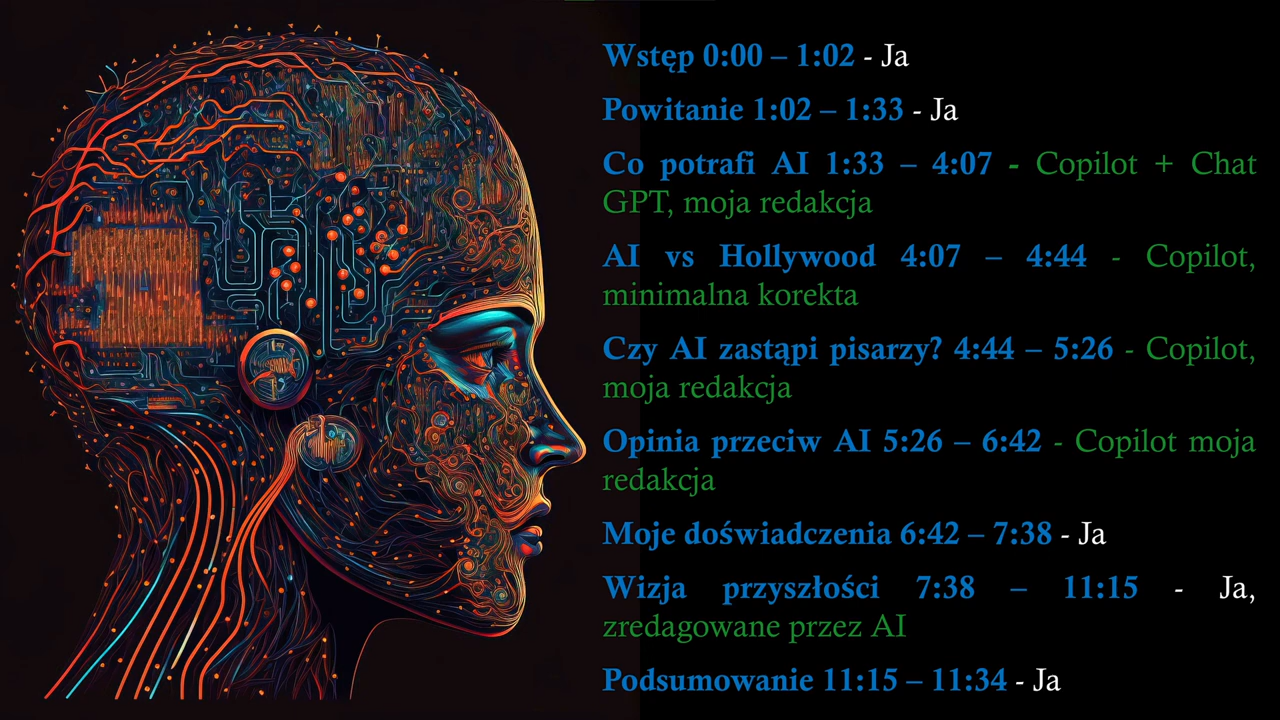 Wstęp 0:00 – 1:02 - Ja
Powitanie 1:02 – 1:33 - Ja
Co potrafi AI 1:33 – 4:07 - Copilot + Chat
GPT, moja redakcja
AI vs Hollywood 4:07 – 4:44 - Copilot,
minimalna korekta
Czy AI zastąpi pisarzy? 4:44 – 5:26 - Copilot,
moja redakcja
Opinia przeciw AI 5:26 – 6:42 - Copilot moja
redakcja
Moje doświadczenia 6:42 – 7:38 - Ja
Wizja przyszłości 7:38 – 11:15 - Ja,
zredagowane przez AI
Podsumowanie 11:15 – 11:34 - Ja